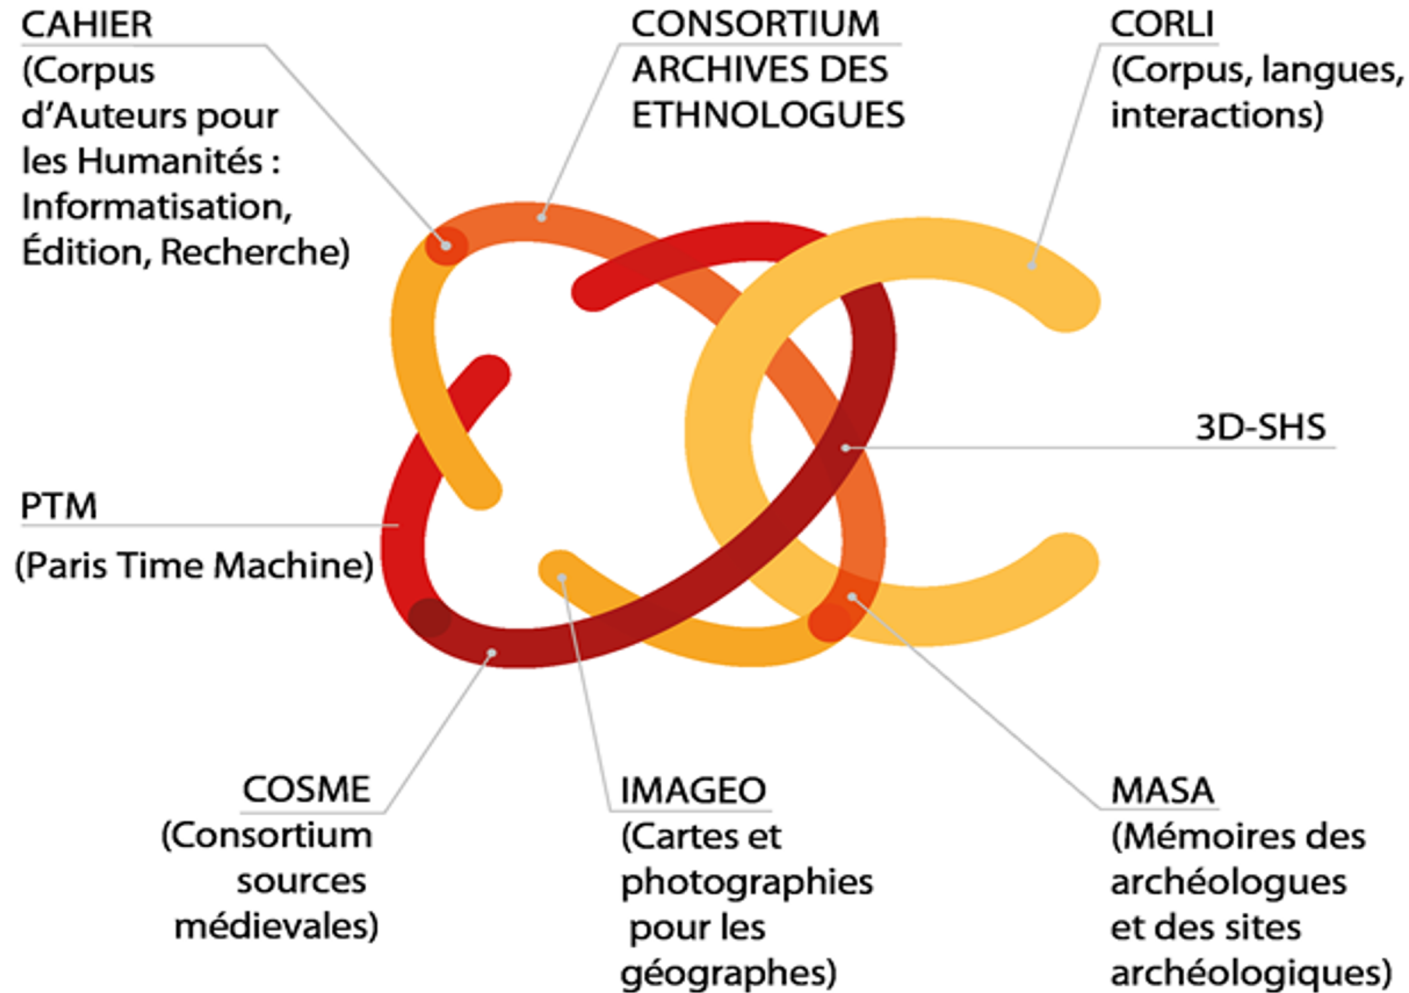 CAHIER
(Corpus
d'Auteurs pour
les Humanités :
Informatisation,
Édition, Recherche)
CONSORTIUM
ARCHIVES DES
ETHNOLOGUES
CORLI
(Corpus, langues,
interactions)
3D-SHS
PTM
(Paris Time Machine)
COSME
(Consortium
sources
médievales)
IMAGEO
(Cartes et
photographies
pour les
géographes)
MASA
(Mémoires des
archéologues
et des sites
archéologiques)